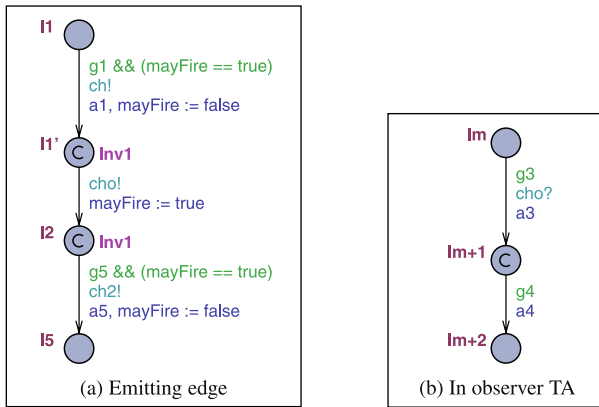 l1
g1 && (mayFire == true)
ch!
a1, mayFire := false
l1'
C
Inv1
cho!
mayFire := true
l2
C
Inv1
g5 && (mayFire == true)
ch2!
a5, mayFire := false
l5
(a) Emitting edge
lm
g3
cho?
a3
lm+1
C
g4
a4
lm+2
(b) In observer TA